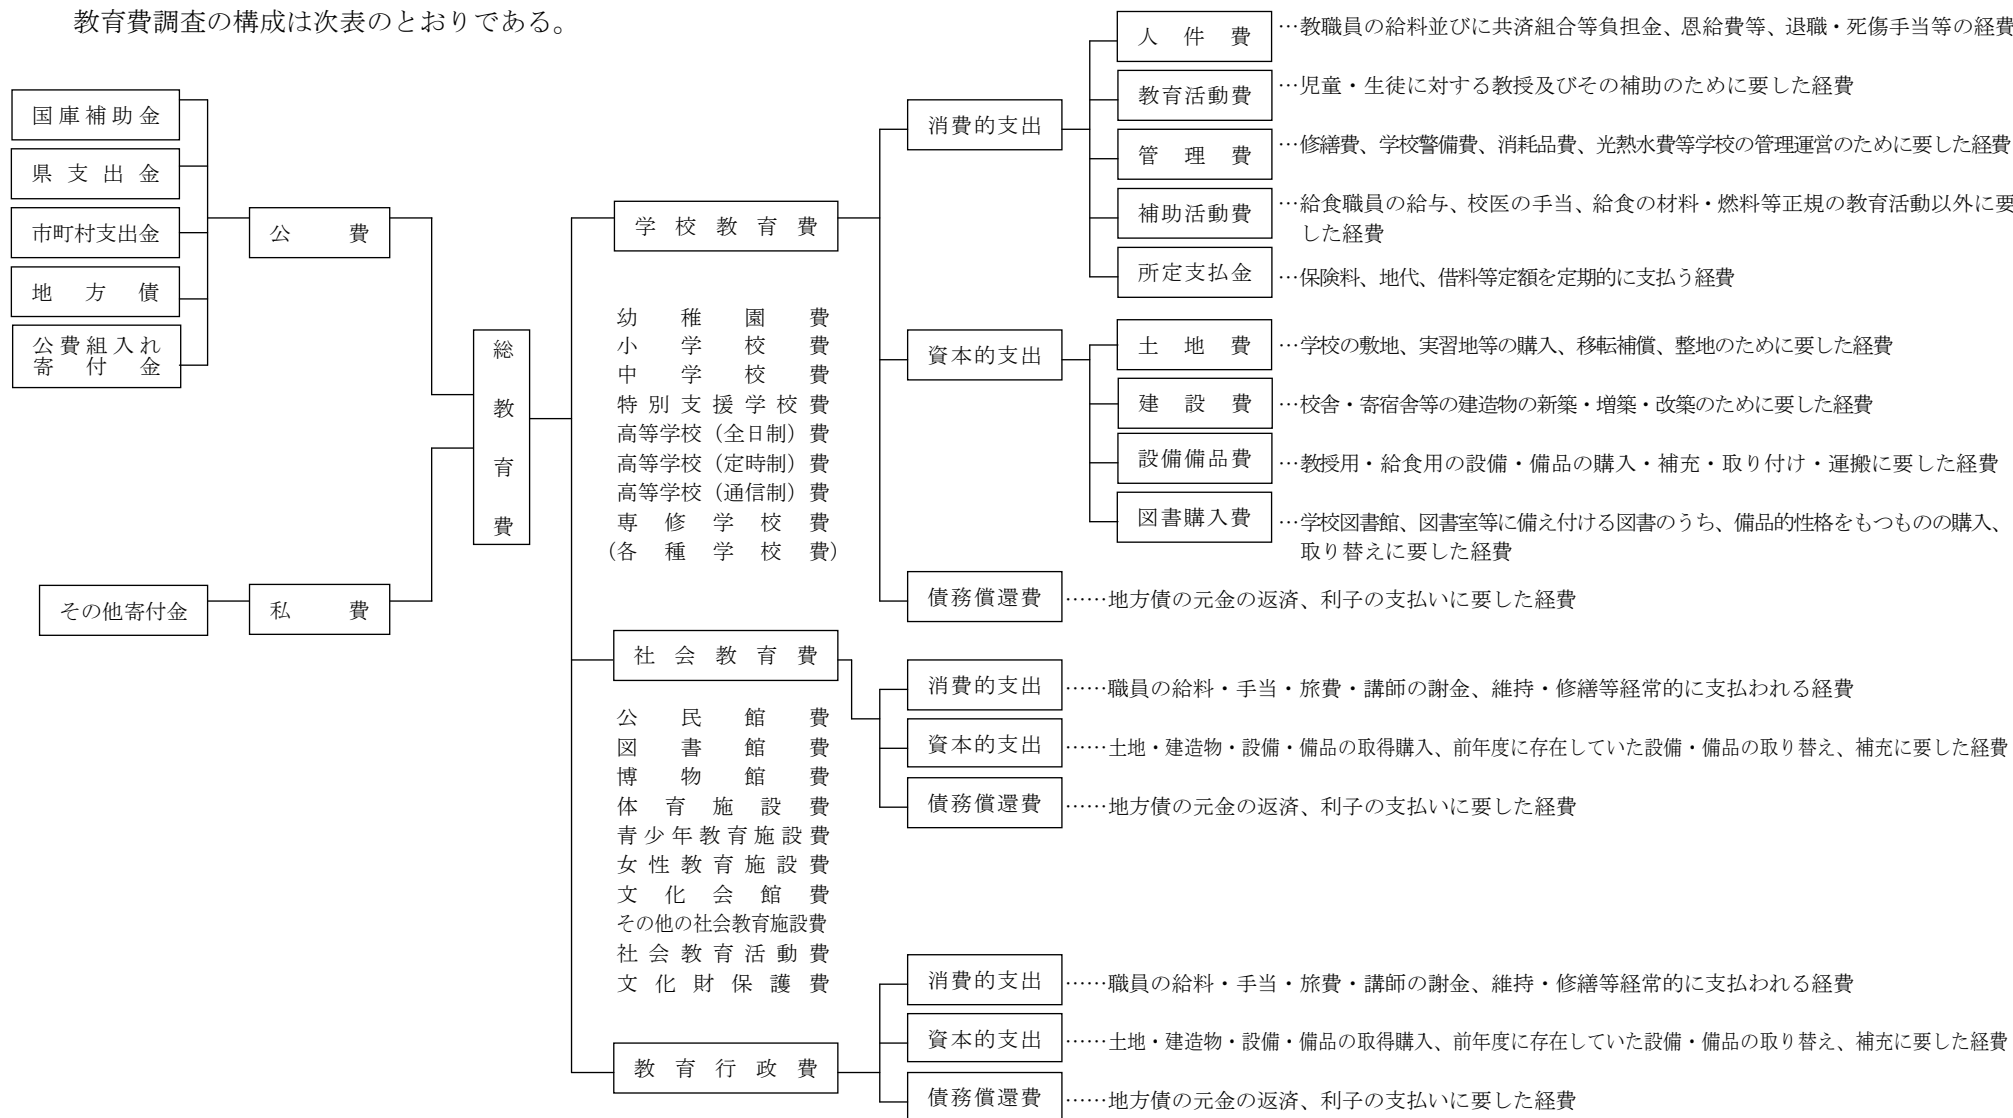 教育費調査の構成は次表のとおりである。
国庫補助金
県支出金
市町村支出金
地方債
公費組入れ
寄付金
公費
その他寄付金
私費
総教育費
学校教育費
幼稚園費
小学校費
中学校費
特別支援学校費
高等学校（全日制）費
高等学校（定時制）費
高等学校（通信制）費
専修学校費
（各種学校費）
消費的支出
人件費…教職員の給料並びに共済組合等負担金、恩給費等、退職・死傷手当等の経費
教育活動費…児童・生徒に対する教授及びその補助のために要した経費
管理費…修繕費、学校警備費、消耗品費、光熱水費等学校の管理運営のために要した経費
補助活動費…給食職員の給与、校医の手当、給食の材料・燃料等正規の教育活動以外に要
した経費
所定支払金…保険料、地代、借料等定額を定期的に支払う経費
資本的支出
土地費…学校の敷地、実習地等の購入、移転補償、整地のために要した経費
建設費…校舎・寄宿舎等の建造物の新築・増築・改築のために要した経費
設備備品費…教授用・給食用の設備・備品の購入・補充・取り付け・運搬に要した経費
図書購入費…学校図書館、図書室等に備え付ける図書のうち、備品的性格をもつものの購入、
取り替えに要した経費
債務償還費……地方債の元金の返済、利子の支払いに要した経費
社会教育費
公民館費
図書館費
博物館費
体育施設費
青少年教育施設費
女性教育施設費
文化会館費
その他の社会教育施設費
社会教育活動費
文化財保護費
消費的支出……職員の給料・手当・旅費・講師の謝金、維持・修繕等経常的に支払われる経費
資本的支出……土地・建造物・設備・備品の取得購入、前年度に存在していた設備・備品の取り替え、補充に要した経費
債務償還費……地方債の元金の返済、利子の支払いに要した経費
教育行政費
消費的支出……職員の給料・手当・旅費・講師の謝金、維持・修繕等経常的に支払われる経費
資本的支出……土地・建造物・設備・備品の取得購入、前年度に存在していた設備・備品の取り替え、補充に要した経費
債務償還費……地方債の元金の返済、利子の支払いに要した経費